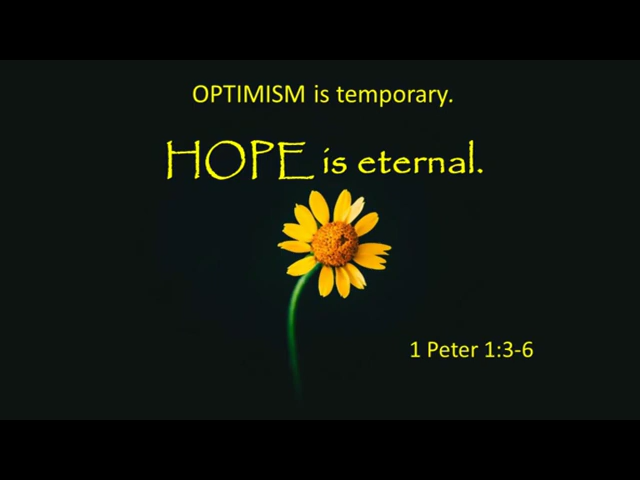 OPTIMISM is temporary.
HOPE is eternal.
1 Peter 1:3-6